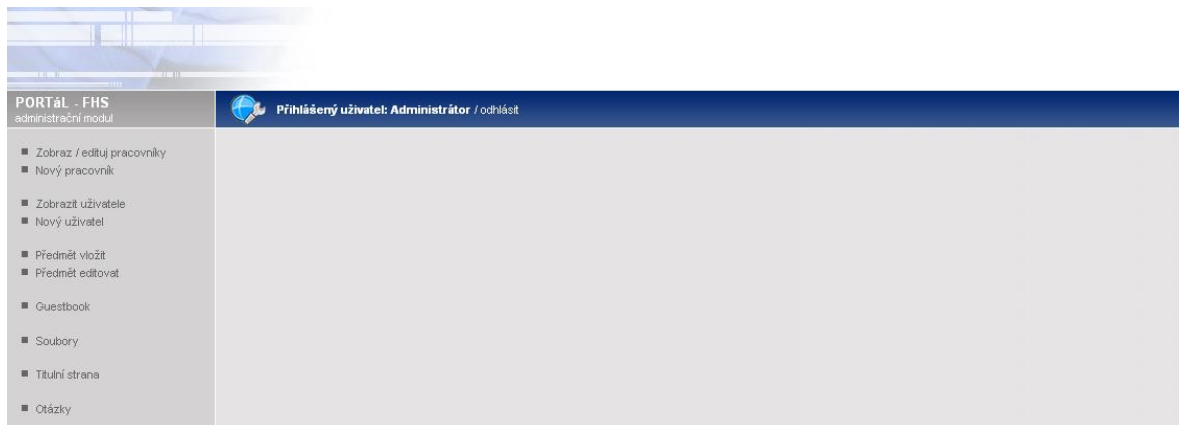 PORTáL - FHS
administrační modul
Přihlášený uživatel: Administrátor / odhlásit
Zobraz / edituj pracovníky
Nový pracovník
Zobrazit uživatele
Nový uživatel
Předmět vložit
Předmět editovat
Guestbook
Soubory
Titulní strana
Otázky